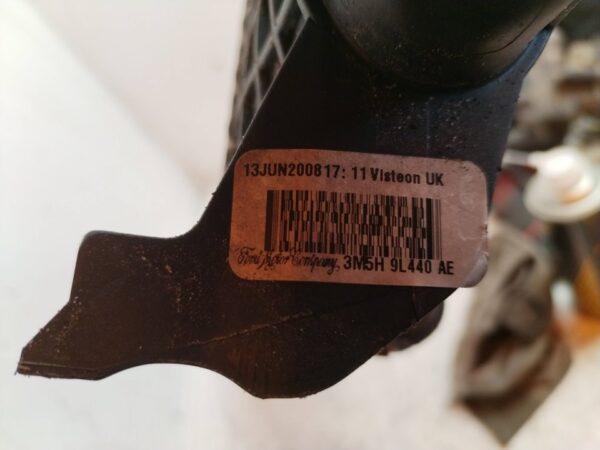 13JUN200817:11 Visteon UK
Ford Motor Company, 3M5H 9L440 AE